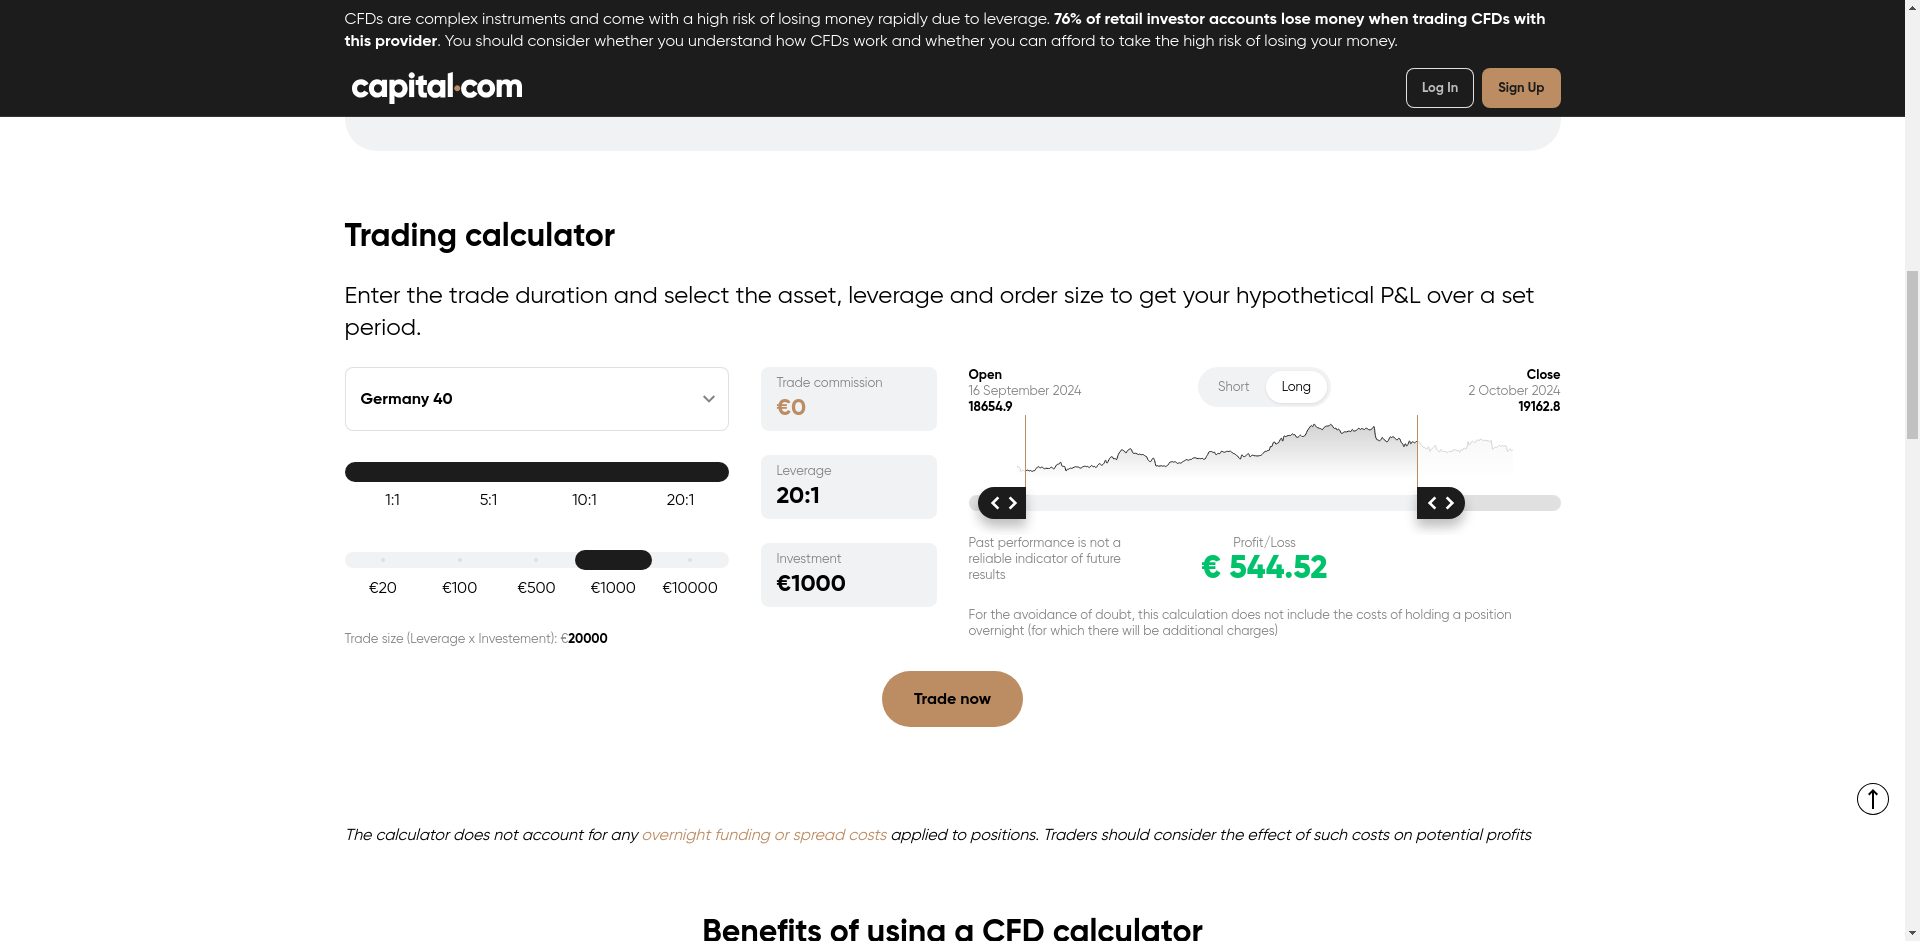 CFDs are complex instruments and come with a high risk of losing money rapidly due to leverage. 76% of retail investor accounts lose money when trading CFDs with
this provider. You should consider whether you understand how CFDs work and whether you can afford to take the high risk of losing your money.
capital.com
Log In
Sign Up
Trading calculator
Enter the trade duration and select the asset, leverage and order size to get your hypothetical P&L over a set
period.
Germany 40
1:1 5:1 10:1 20:1
€20 €100 €500 €1000 €10000
Trade size (Leverage x Investement): €20000
Trade commission
€0
Leverage
20:1
Investment
€1000
Open
16 September 2024
18654.9
Short Long
Close
2 October 2024
19162.8
Past performance is not a
reliable indicator of future
results
Profit/Loss
€ 544.52
For the avoidance of doubt, this calculation does not include the costs of holding a position
overnight (for which there will be additional charges)
Trade now
The calculator does not account for any overnight funding or spread costs applied to positions. Traders should consider the effect of such costs on potential profits
Benefits of using a CFD calculator